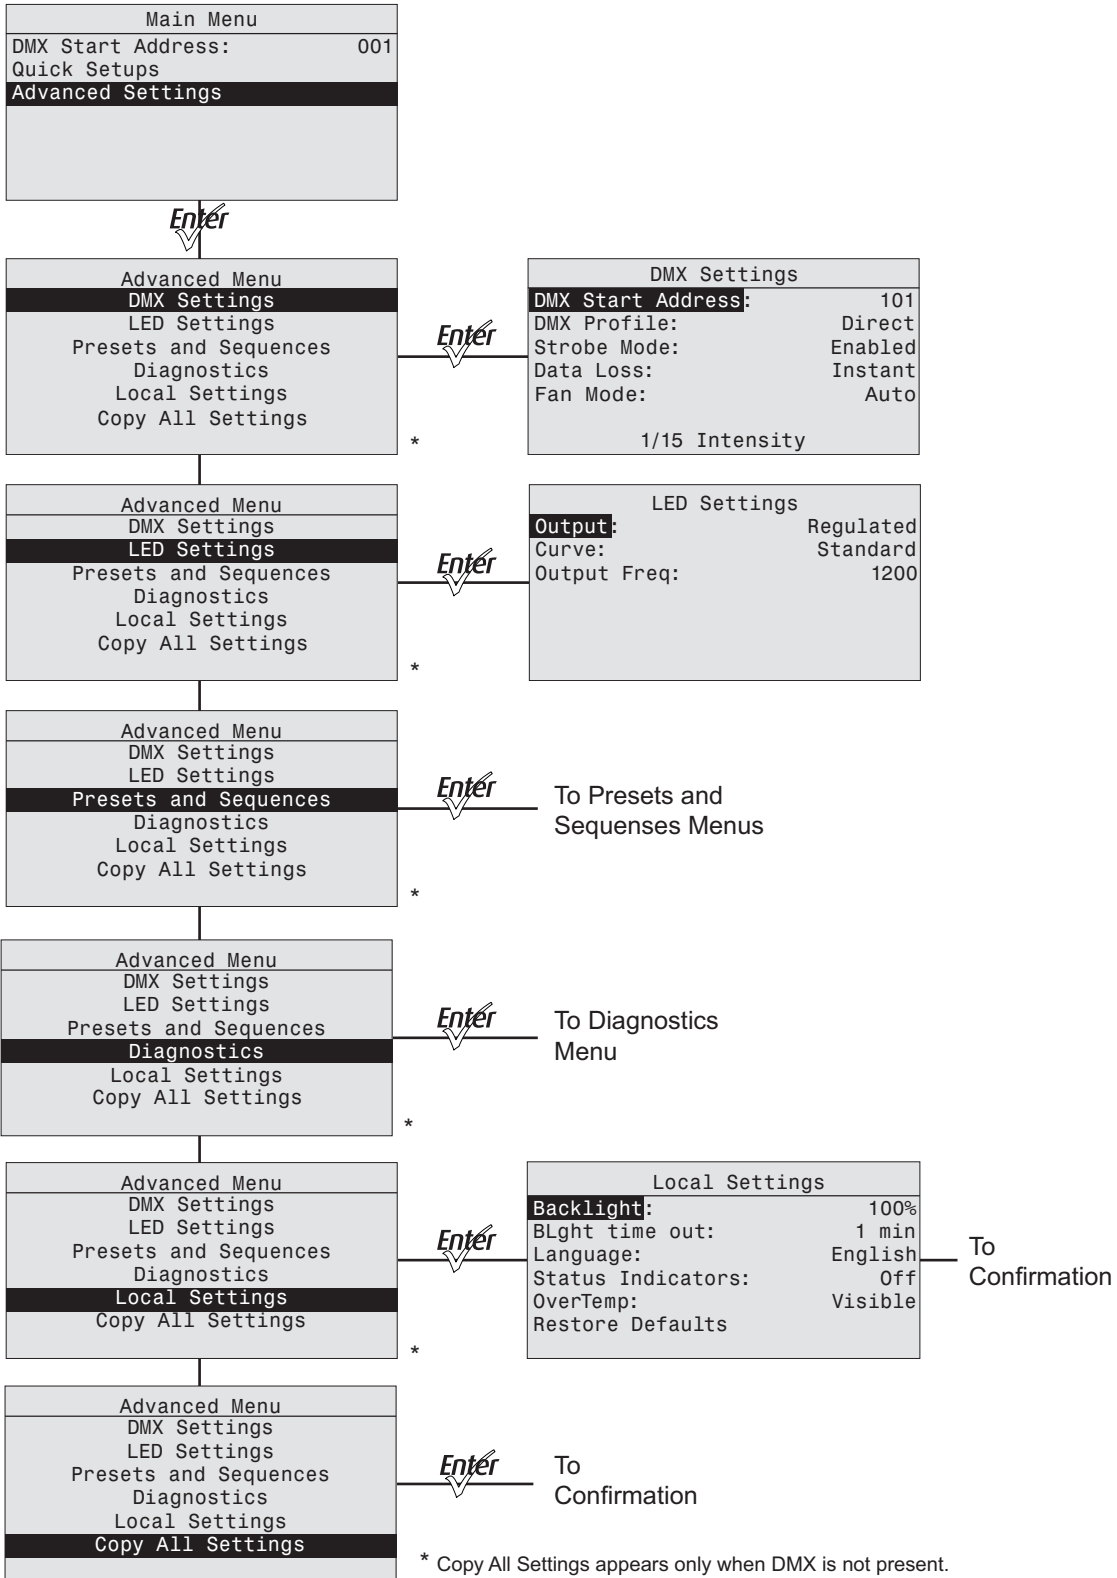 Main Menu
DMX Start Address: 001
Quick Setups
Advanced Settings
Enter
Advanced Menu
DMX Settings
LED Settings
Presets and Sequences
Diagnostics
Local Settings
Copy All Settings
*
Enter
DMX Settings
DMX Start Address: 101
DMX Profile: Direct
Strobe Mode: Enabled
Data Loss: Instant
Fan Mode: Auto
1/15 Intensity
Advanced Menu
DMX Settings
LED Settings
Presets and Sequences
Diagnostics
Local Settings
Copy All Settings
*
Enter
LED Settings
Output: Regulated
Curve: Standard
Output Freq: 1200
Advanced Menu
DMX Settings
LED Settings
Presets and Sequences
Diagnostics
Local Settings
Copy All Settings
*
Enter
To Presets and
Sequenses Menus
Advanced Menu
DMX Settings
LED Settings
Presets and Sequences
Diagnostics
Local Settings
Copy All Settings
*
Enter
To Diagnostics
Menu
Advanced Menu
DMX Settings
LED Settings
Presets and Sequences
Diagnostics
Local Settings
Copy All Settings
*
Enter
Local Settings
Backlight: 100%
BLght time out: 1 min
Language: English
Status Indicators: Off
OverTemp: Visible
Restore Defaults
To
Confirmation
Advanced Menu
DMX Settings
LED Settings
Presets and Sequences
Diagnostics
Local Settings
Copy All Settings
Enter
To
Confirmation
* Copy All Settings appears only when DMX is not present.